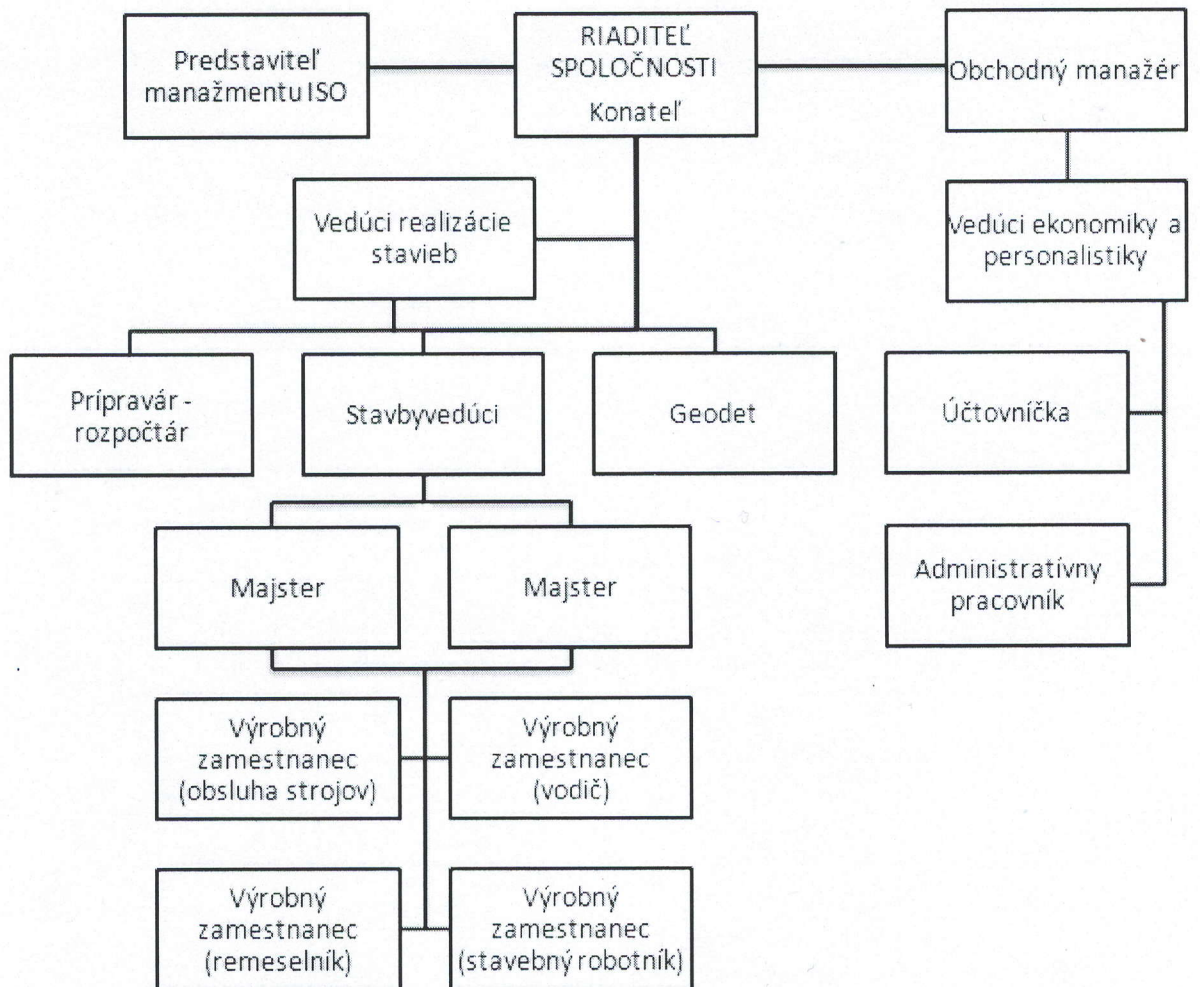 Predstaviteľ
manažmentu ISO
RIADITEĽ
SPOLOČNOSTI
Konateľ
Obchodný manažér
Vedúci realizácie
stavieb
Vedúci ekonomiky a
personalistiky
Prípravár -
rozpočtár
Stavbyvedúci
Geodet
Účtovníčka
Majster
Majster
Administratívny
pracovník
Výrobný
zamestnanec
(obsluha strojov)
Výrobný
zamestnanec
(vodič)
Výrobný
zamestnanec
(remeselník)
Výrobný
zamestnanec
(stavebný robotník)